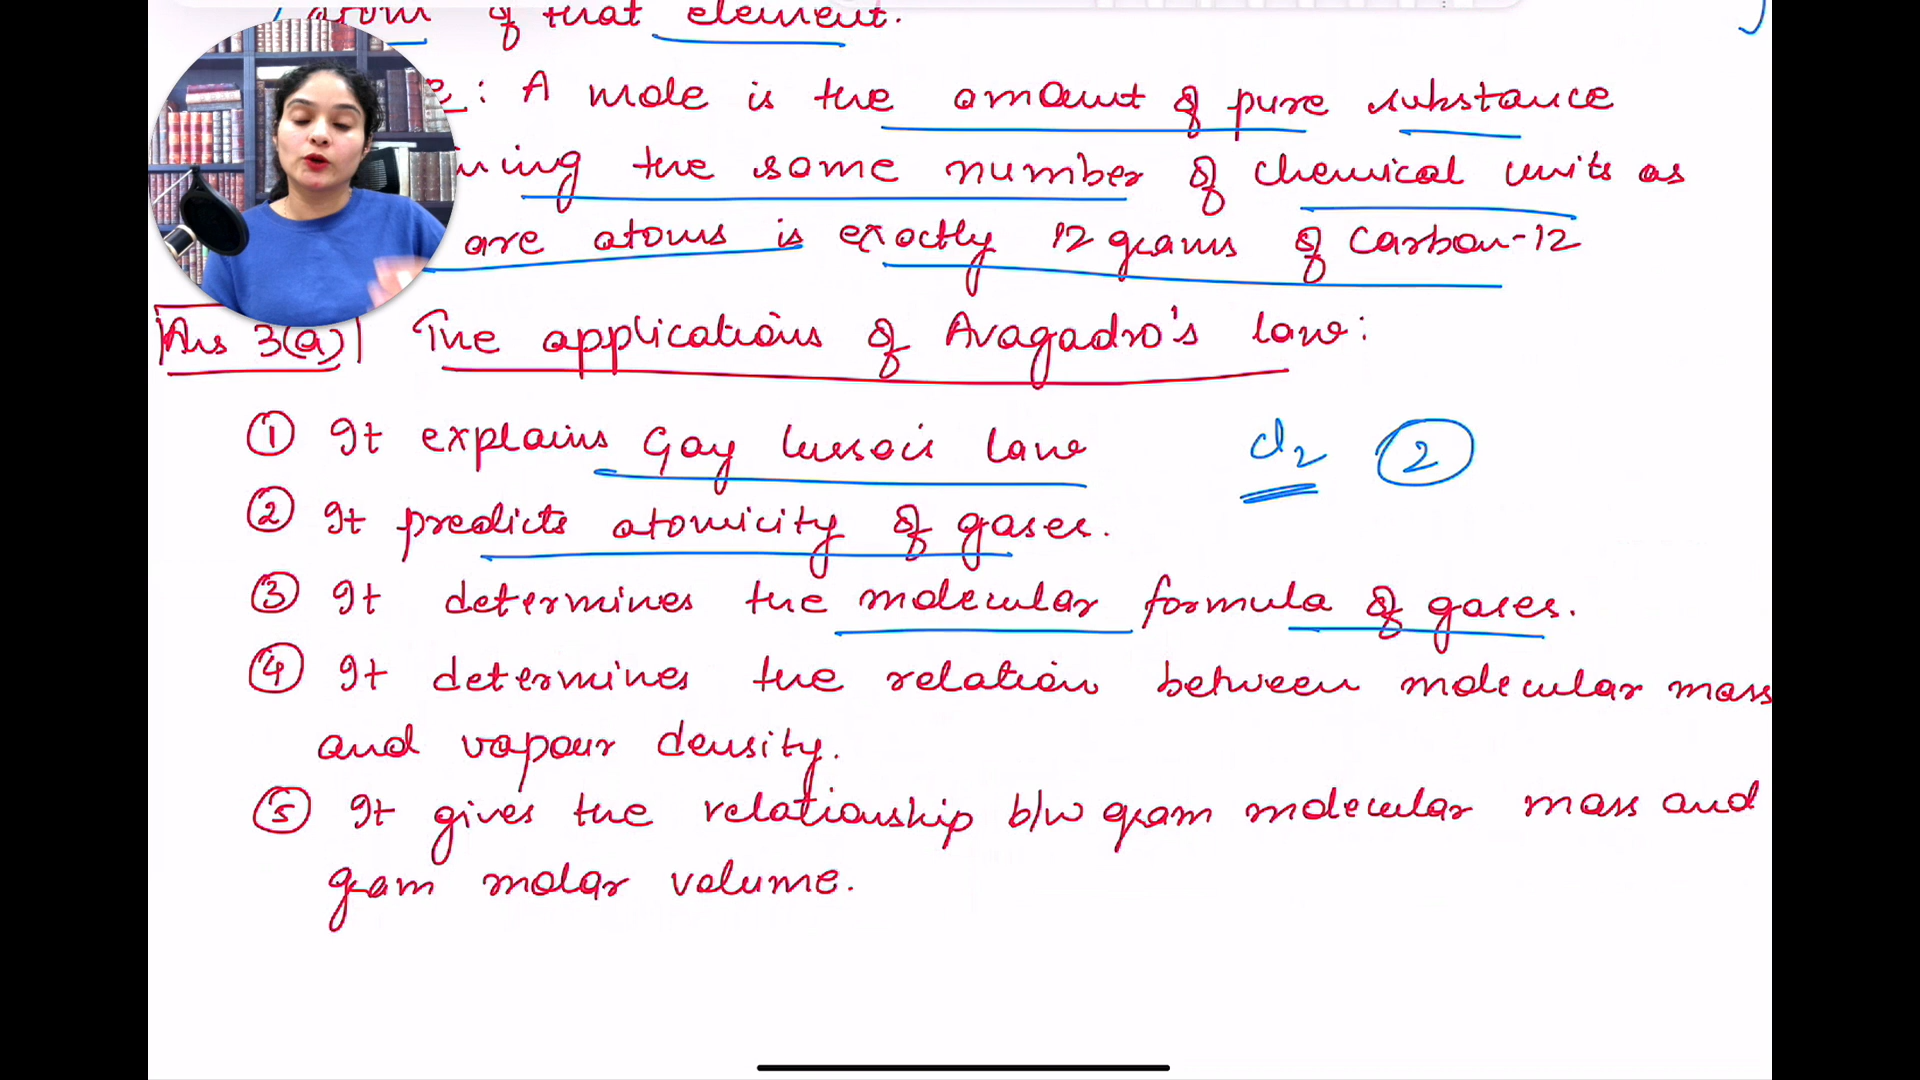 atom of that element.
e: A mole is the amount of pure substance
ining the same number of chemical units as
are atoms is exactly 12 grams of Carbon-12
Ans 3(a) The applications of Avagadro's law:
① It explains Gay lussacs law Cl2 ②
② It predicts atomicity of gases.
③ It determines the molecular formula of gases.
④ It determines the relation between molecular mass
and vapour density.
⑤ It gives the relationship b/w gram molecular mass and
gram molar volume.